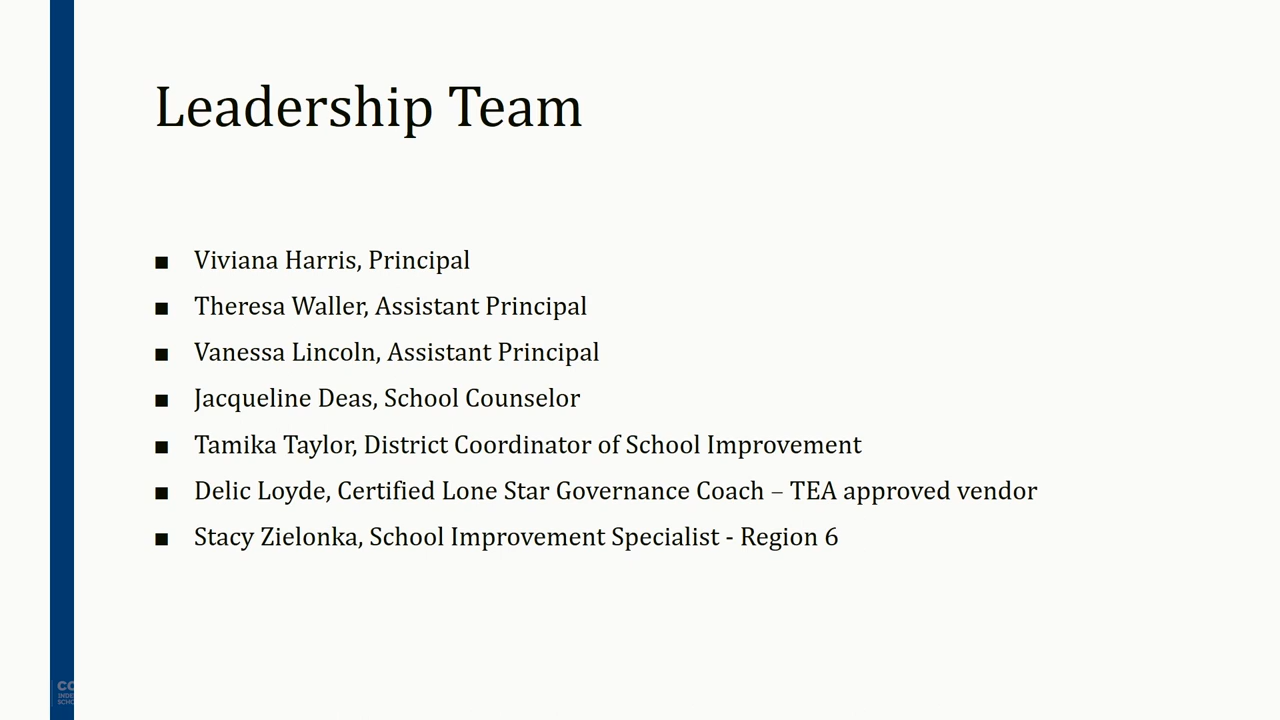 Leadership Team
■ Viviana Harris, Principal
■ Theresa Waller, Assistant Principal
■ Vanessa Lincoln, Assistant Principal
■ Jacqueline Deas, School Counselor
■ Tamika Taylor, District Coordinator of School Improvement
■ Delic Loyde, Certified Lone Star Governance Coach – TEA approved vendor
■ Stacy Zielonka, School Improvement Specialist - Region 6